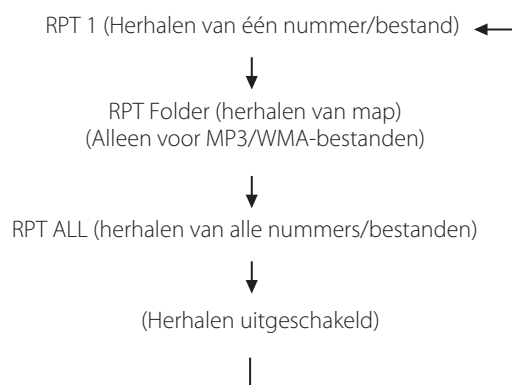 RPT 1 (Herhalen van één nummer/bestand)
RPT Folder (herhalen van map)
(Alleen voor MP3/WMA-bestanden)
RPT ALL (herhalen van alle nummers/bestanden)
(Herhalen uitgeschakeld)